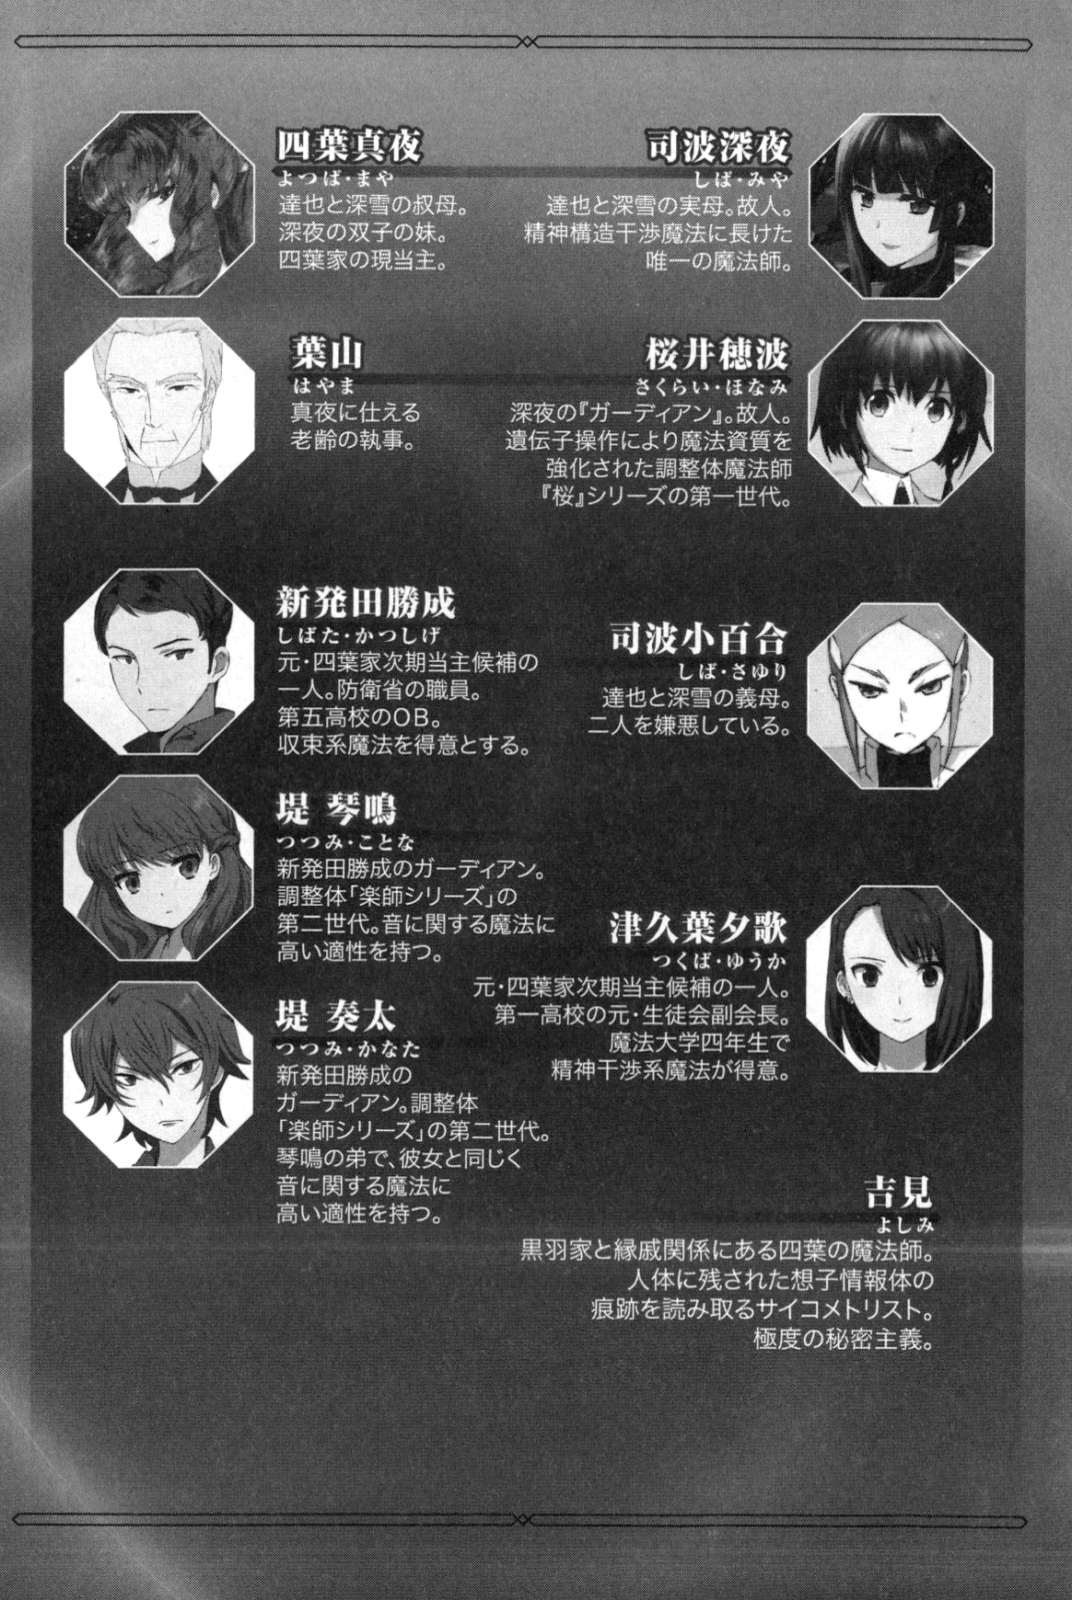 司波深夜
しば・みや
達也と深雪の実母。故人。
精神構造干渉魔法に長けた
唯一の魔法師。
桜井穂波
さくらい・ほなみ
深夜の『ガーディアン』。故人。
遺伝子操作により魔法資質を
強化された調整体魔法師
『桜』シリーズの第一世代。
司波小百合
しば・さゆり
達也と深雪の義母。
二人を嫌悪している。
津久葉夕歌
つくば・ゆうか
元・四葉家次期当主候補の一人。
第一高校の元・生徒会副会長。
魔法大学四年生で
精神干渉系魔法が得意。
吉見
よしみ
黒羽家と縁戚関係にある四葉の魔法師。
人体に残された想子情報体の
痕跡を読み取るサイコメトリスト。
極度の秘密主義。
四葉真夜
よつば・まや
達也と深雪の叔母。
深夜の双子の妹。
四葉家の現当主。
葉山
はやま
真夜に仕える
老齢の執事。
新発田勝成
しばた・かつしげ
元・四葉家次期当主候補の
一人。防衛省の職員。
第五高校のOB。
収束系魔法を得意とする。
堤 琴鳴
つつみ・ことな
新発田勝成のガーディアン。
調整体「楽師シリーズ」の
第二世代。音に関する魔法に
高い適性を持つ。
堤 奏太
つつみ・かなた
新発田勝成の
ガーディアン。調整体
「楽師シリーズ」の第二世代。
琴鳴の弟で、彼女と同じく
音に関する魔法に
高い適性を持つ。